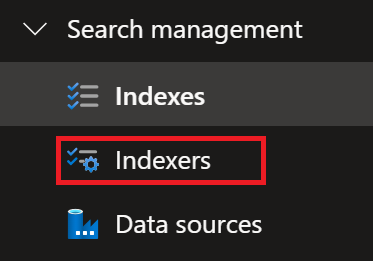 Search management
Indexes
Indexers
Data sources